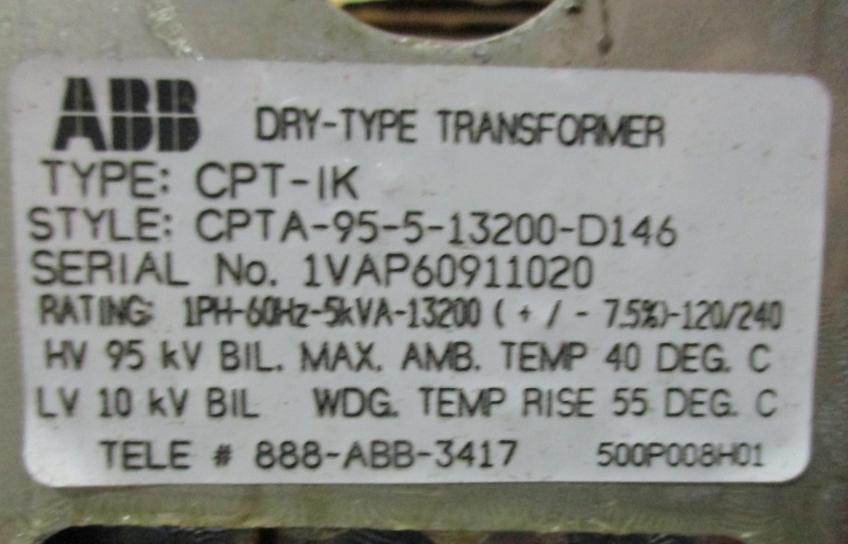 ABB DRY-TYPE TRANSFORMER
TYPE: CPT-IK
STYLE: CPTA-95-5-13200-D146
SERIAL No. 1VAP60911020
RATING: 1PH-60Hz-5kVA-13200 ( + / - 7.5%)-120/240
HV 95 kV BIL. MAX. AMB. TEMP 40 DEG. C
LV 10 kV BIL WDG. TEMP RISE 55 DEG. C
TELE # 888-ABB-3417 500P008H01